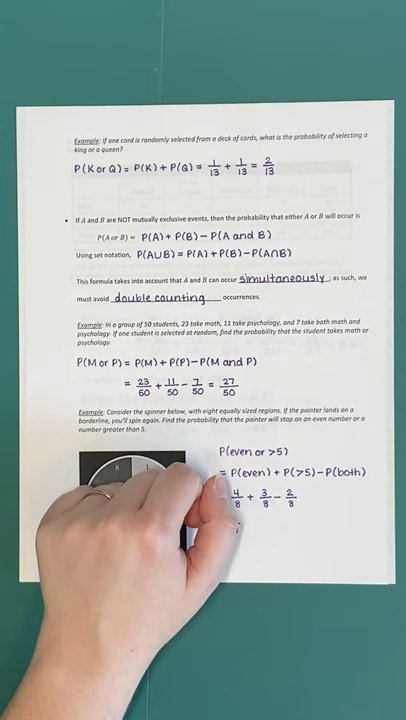 Example: If one card is randomly selected from a deck of cards, what is the probability of selecting a
king or a queen?
P(K or Q) = P(K) + P(Q) = 1/13 + 1/13 = 2/13
• If A and B are NOT mutually exclusive events, then the probability that either A or B will occur is
P(A or B) = P(A) + P(B) − P(A and B)
Using set notation, P(A∪B) = P(A) + P(B) − P(A∩B)
This formula takes into account that A and B can occur simultaneously; as such, we
must avoid double counting occurrences.
Example: In a group of 50 students, 23 take math, 11 take psychology, and 7 take both math and
psychology. If one student is selected at random, find the probability that the student takes math or
psychology.
P(M or P) = P(M) + P(P) − P(M and P)
= 23/50 + 11/50 − 7/50 = 27/50
Example: Consider the spinner below, with eight equally sized regions. If the pointer lands on a
borderline, you'll spin again. Find the probability that the pointer will stop on an even number or a
number greater than 5.
8 1
P(even or >5)
= P(even) + P(>5) − P(both)
4/8 + 3/8 − 2/8